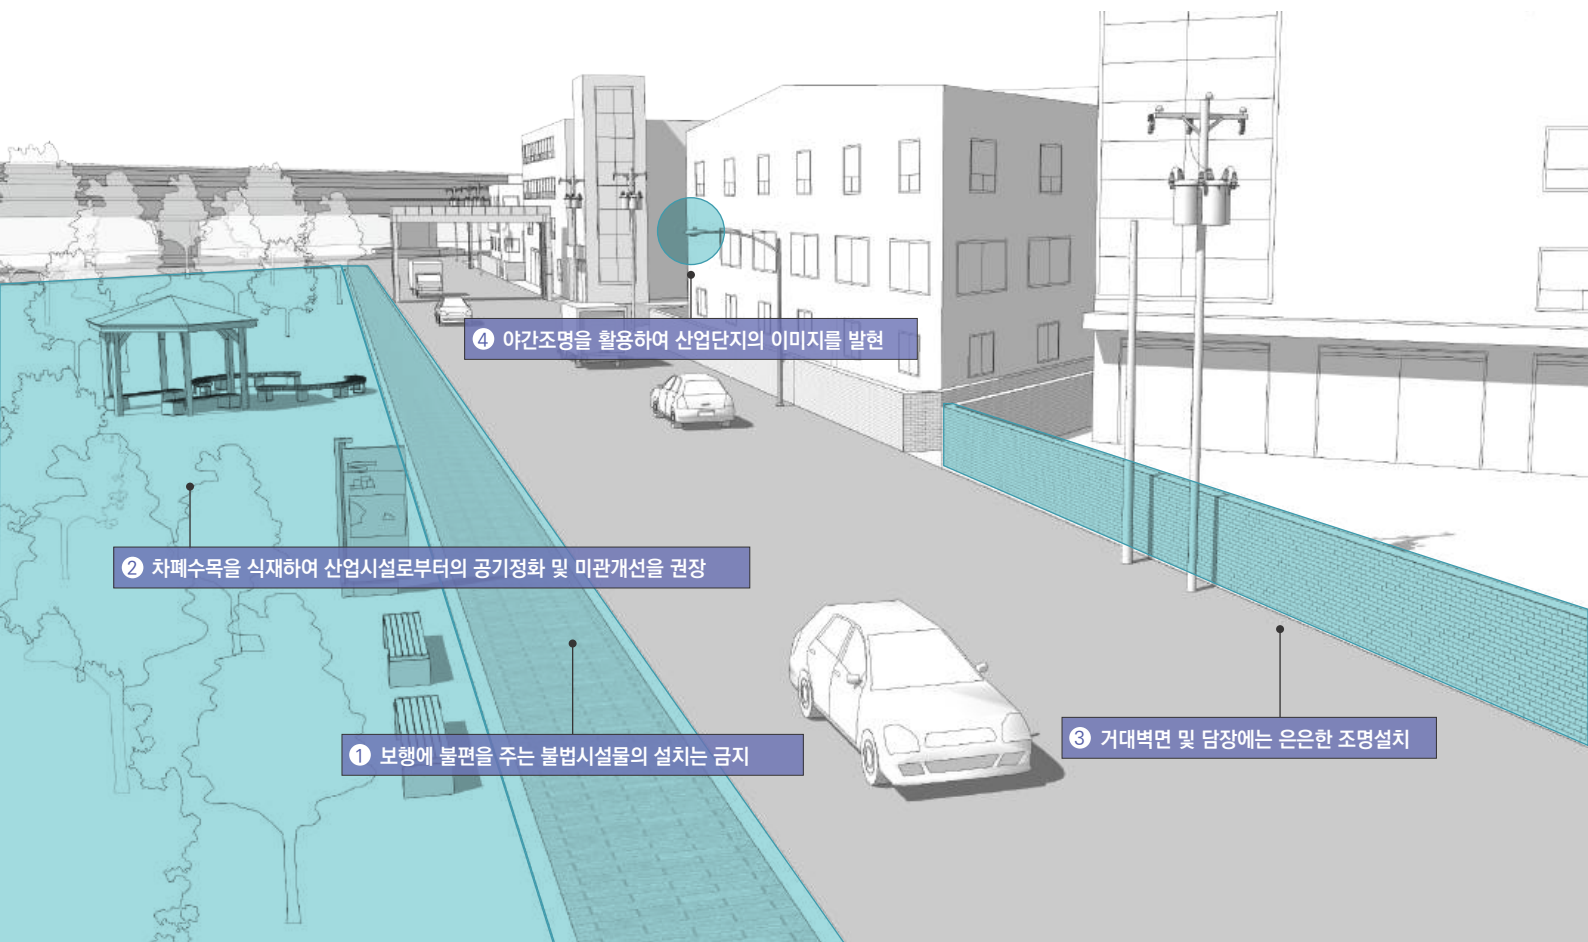 ④ 야간조명을 활용하여 산업단지의 이미지를 발현
② 차폐수목을 식재하여 산업시설로부터의 공기정화 및 미관개선을 권장
① 보행에 불편을 주는 불법시설물의 설치는 금지
③ 거대벽면 및 담장에는 은은한 조명설치